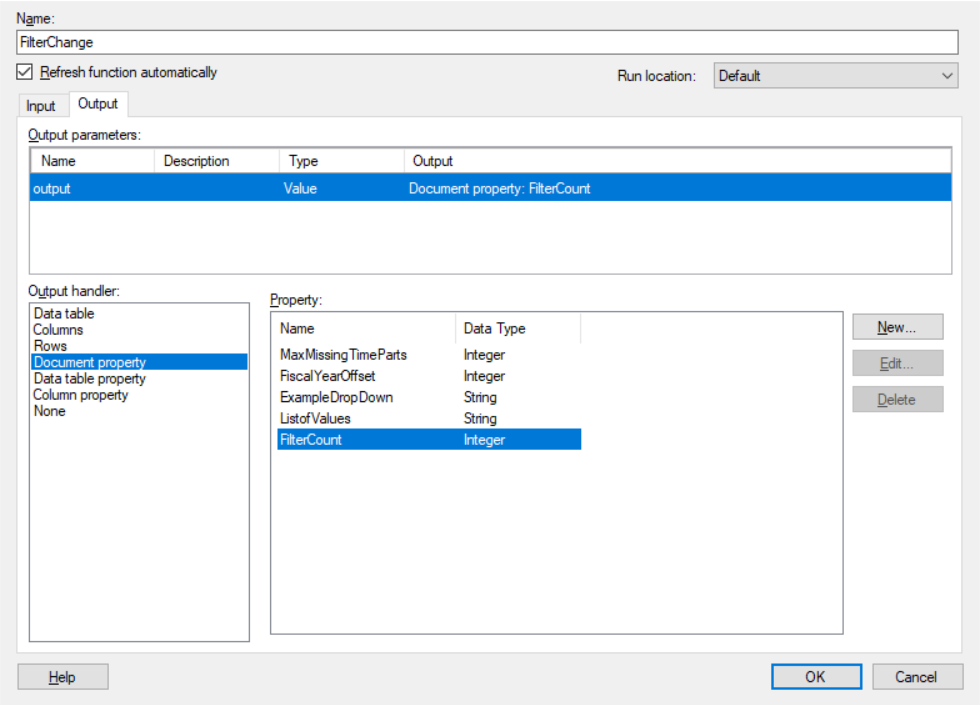 Name:
FilterChange
Refresh function automatically
Run location:
Default
Input
Output
Output parameters:
Name Description Type Output
output Value Document property: FilterCount
Output handler:
Data table
Columns
Rows
Document property
Data table property
Column property
None
Property:
Name Data Type
MaxMissingTimeParts Integer
FiscalYearOffset Integer
ExampleDropDown String
ListofValues String
FilterCount Integer
New...
Edit...
Delete
Help
OK
Cancel